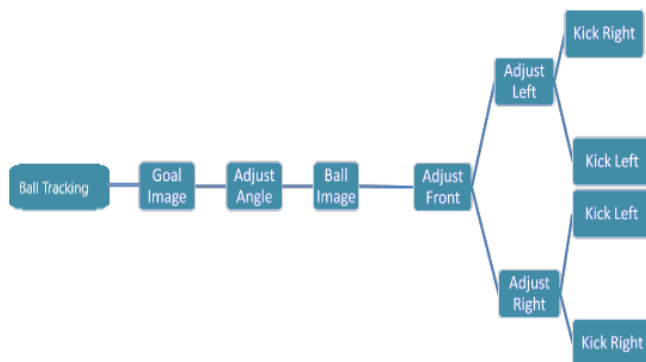 Kick Right
Adjust
Left
Kick Left
Ball Tracking
Goal
Image
Adjust
Angle
Ball
Image
Adjust
Front
Kick Left
Adjust
Right
Kick Right